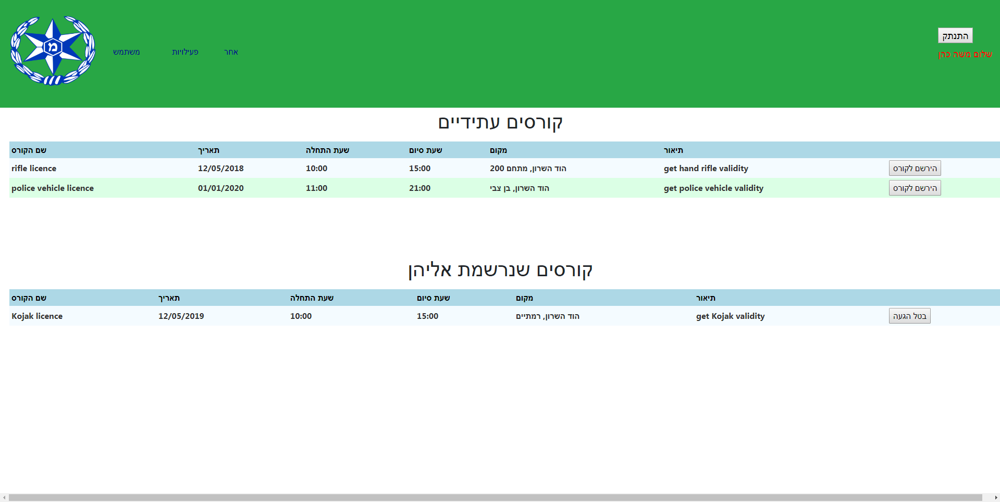 מ
משתמש פעילויות אחר
התנתק
שלום משה כהן
קורסים עתידיים
שם הקורס תאריך שעת התחלה שעת סיום מקום תיאור
rifle licence 12/05/2018 10:00 15:00 הוד השרון, מתחם 200 get hand rifle validity הירשם לקורס
police vehicle licence 01/01/2020 11:00 21:00 הוד השרון, בן צבי get police vehicle validity הירשם לקורס
קורסים שנרשמת אליהן
שם הקורס תאריך שעת התחלה שעת סיום מקום תיאור
Kojak licence 12/05/2019 10:00 15:00 הוד השרון, רמתיים get Kojak validity בטל הגעה